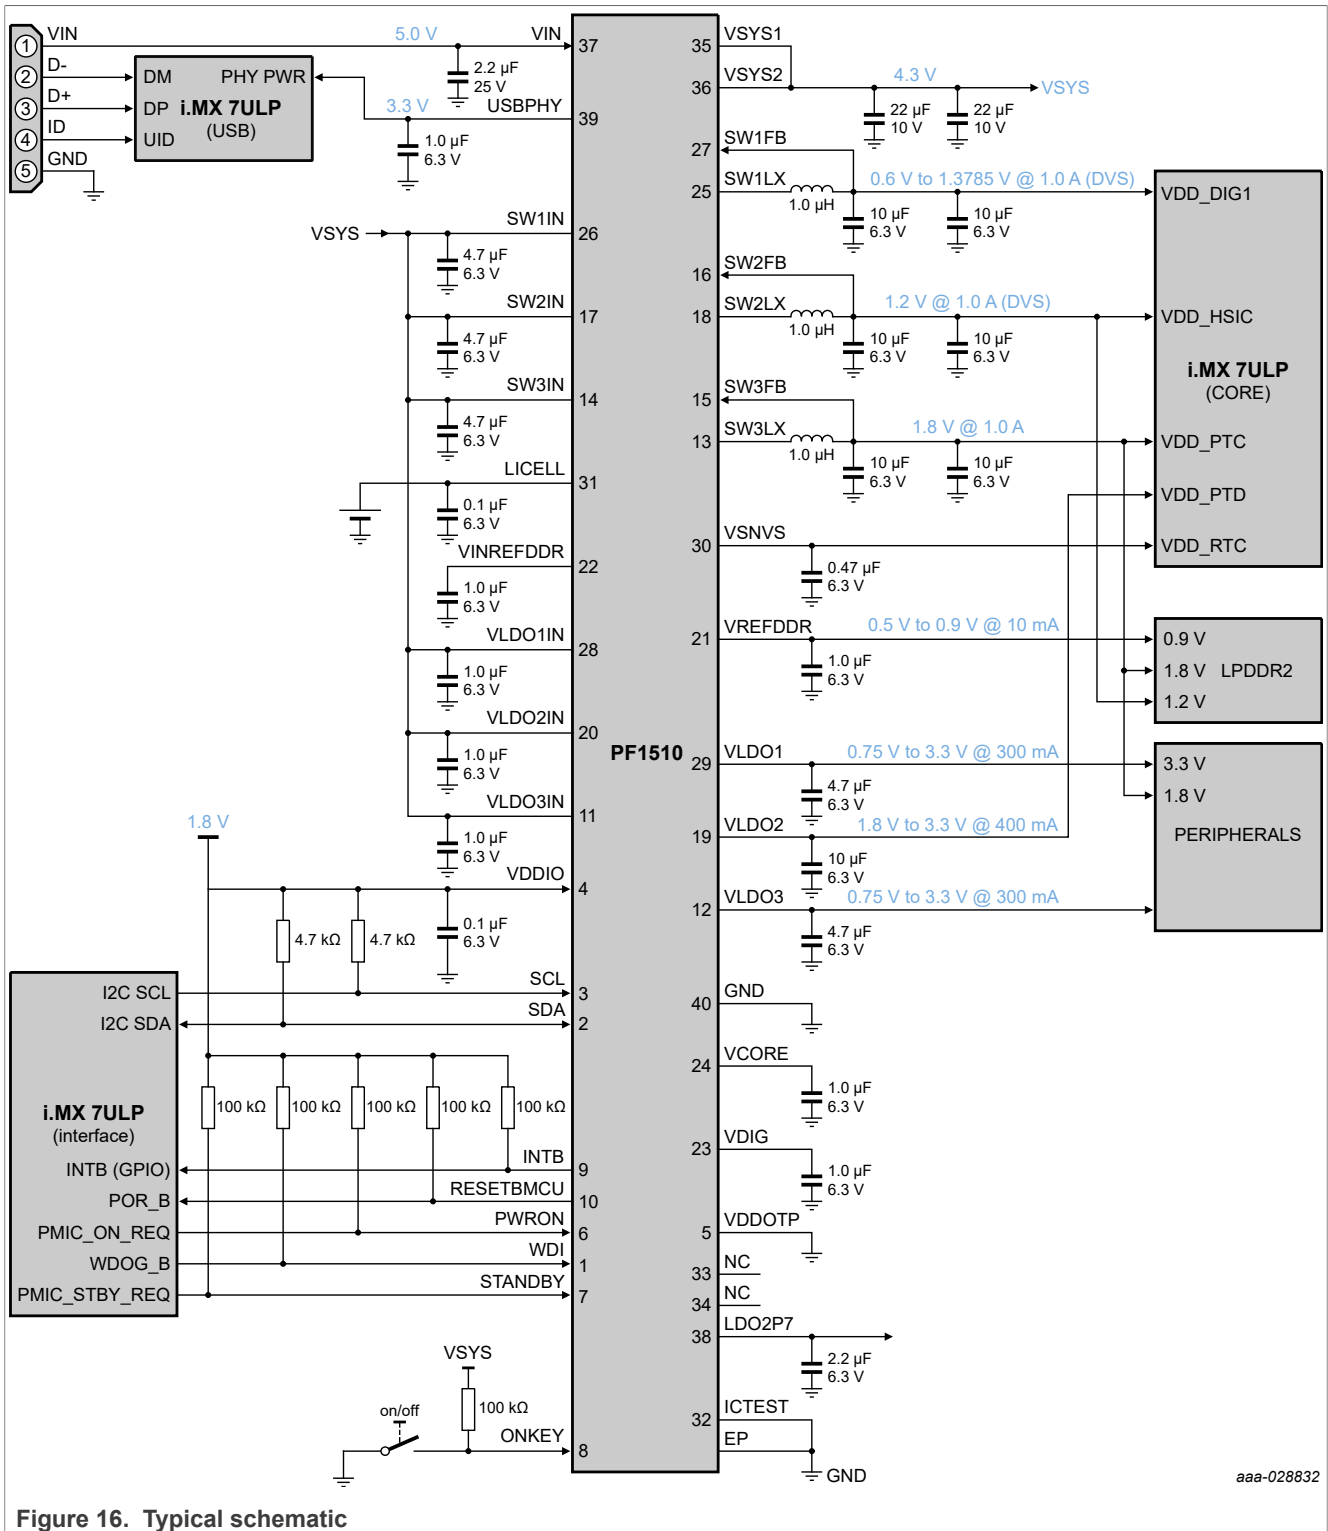 VIN
5.0 V
VIN
1
37
D-
2
DM
PHY PWR
2.2 µF
25 V
D+
3
DP
i.MX 7ULP
(USB)
3.3 V
USBPHY
39
ID
4
UID
1.0 µF
6.3 V
GND
5
VSYS
SW1IN
26
4.7 µF
6.3 V
SW2IN
17
4.7 µF
6.3 V
SW3IN
14
4.7 µF
6.3 V
LICELL
31
0.1 µF
6.3 V
VINREFDDR
22
1.0 µF
6.3 V
VLDO1IN
28
1.0 µF
6.3 V
VLDO2IN
20
1.0 µF
6.3 V
VLDO3IN
11
1.0 µF
6.3 V
1.8 V
VDDIO
4
4.7 kΩ
4.7 kΩ
0.1 µF
6.3 V
I2C SCL
SCL
3
I2C SDA
SDA
2
100 kΩ
100 kΩ
100 kΩ
100 kΩ
100 kΩ
i.MX 7ULP
(interface)
INTB (GPIO)
INTB
9
POR_B
RESETBMCU
10
PMIC_ON_REQ
PWRON
6
WDOG_B
WDI
1
PMIC_STBY_REQ
STANDBY
7
VSYS
on/off
100 kΩ
ONKEY
8
PF1510
35
VSYS1
36
VSYS2
4.3 V
VSYS
22 µF
10 V
22 µF
10 V
27
SW1FB
25
SW1LX
1.0 µH
0.6 V to 1.3785 V @ 1.0 A (DVS)
VDD_DIG1
10 µF
6.3 V
10 µF
6.3 V
16
SW2FB
18
SW2LX
1.0 µH
1.2 V @ 1.0 A (DVS)
VDD_HSIC
10 µF
6.3 V
10 µF
6.3 V
i.MX 7ULP
(CORE)
15
SW3FB
13
SW3LX
1.0 µH
1.8 V @ 1.0 A
VDD_PTC
10 µF
6.3 V
10 µF
6.3 V
VDD_PTD
30
VSNVS
VDD_RTC
0.47 µF
6.3 V
21
VREFDDR
0.5 V to 0.9 V @ 10 mA
0.9 V
1.0 µF
6.3 V
1.8 V
LPDDR2
1.2 V
29
VLDO1
0.75 V to 3.3 V @ 300 mA
3.3 V
4.7 µF
6.3 V
1.8 V
19
VLDO2
1.8 V to 3.3 V @ 400 mA
PERIPHERALS
10 µF
6.3 V
12
VLDO3
0.75 V to 3.3 V @ 300 mA
4.7 µF
6.3 V
40
GND
24
VCORE
1.0 µF
6.3 V
23
VDIG
1.0 µF
6.3 V
5
VDDOTP
33
NC
34
NC
38
LDO2P7
2.2 µF
6.3 V
32
ICTEST
EP
GND
aaa-028832
Figure 16. Typical schematic